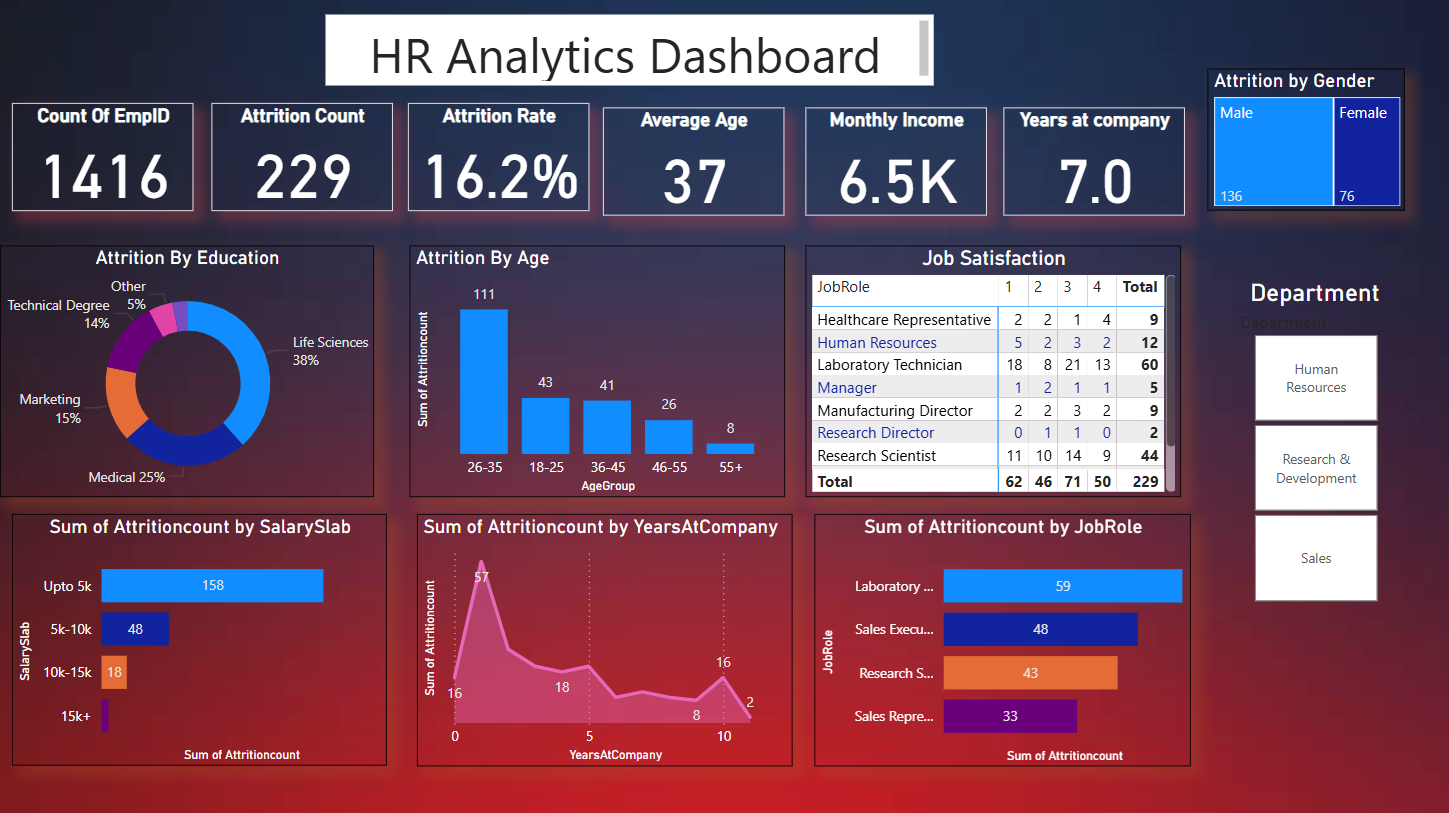 HR Analytics Dashboard
Count Of EmpID
1416
Attrition Count
229
Attrition Rate
16.2%
Average Age
37
Monthly Income
6.5K
Years at company
7.0
Attrition by Gender
Male
136
Female
76
Attrition By Education
Other
5%
Technical Degree
14%
Marketing
15%
Medical 25%
Life Sciences
38%
Attrition By Age
Sum of Attritioncount
111
43
41
26
8
26-35 18-25 36-45 46-55 55+
AgeGroup
Job Satisfaction
JobRole 1 2 3 4 Total
Healthcare Representative 2 2 1 4 9
Human Resources 5 2 3 2 12
Laboratory Technician 18 8 21 13 60
Manager 1 2 1 1 5
Manufacturing Director 2 2 3 2 9
Research Director 0 1 1 0 2
Research Scientist 11 10 14 9 44
Total 62 46 71 50 229
Department
Department
Human
Resources
Research &
Development
Sales
Sum of Attritioncount by SalarySlab
SalarySlab
Upto 5k 158
5k-10k 48
10k-15k 18
15k+
Sum of Attritioncount
Sum of Attritioncount by YearsAtCompany
Sum of Attritioncount
16
57
18
8
16
2
0 5 10
YearsAtCompany
Sum of Attritioncount by JobRole
JobRole
Laboratory ... 59
Sales Execu... 48
Research S... 43
Sales Repre... 33
Sum of Attritioncount